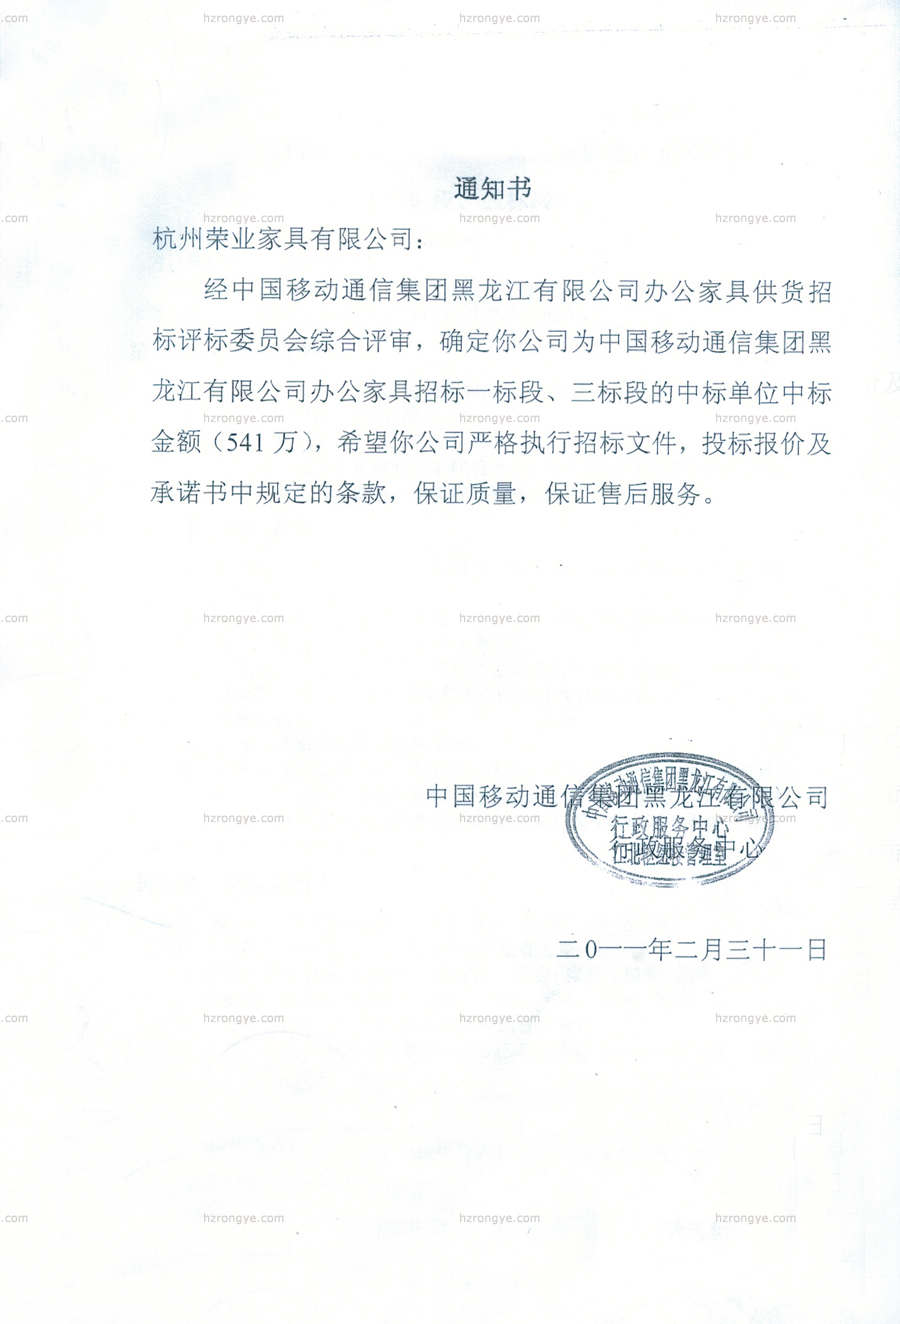 通知书
杭州荣业家具有限公司：
经中国移动通信集团黑龙江有限公司办公家具供货招
标评标委员会综合评审，确定你公司为中国移动通信集团黑
龙江有限公司办公家具招标一标段、三标段的中标单位中标
金额（541 万），希望你公司严格执行招标文件，投标报价及
承诺书中规定的条款，保证质量，保证售后服务。
中国移动通信集团黑龙江有限公司
行政服务中心
中国移动通信集团黑龙江有限公司
行政服务中心
二0一一年二月三十一日
hzrongye.com